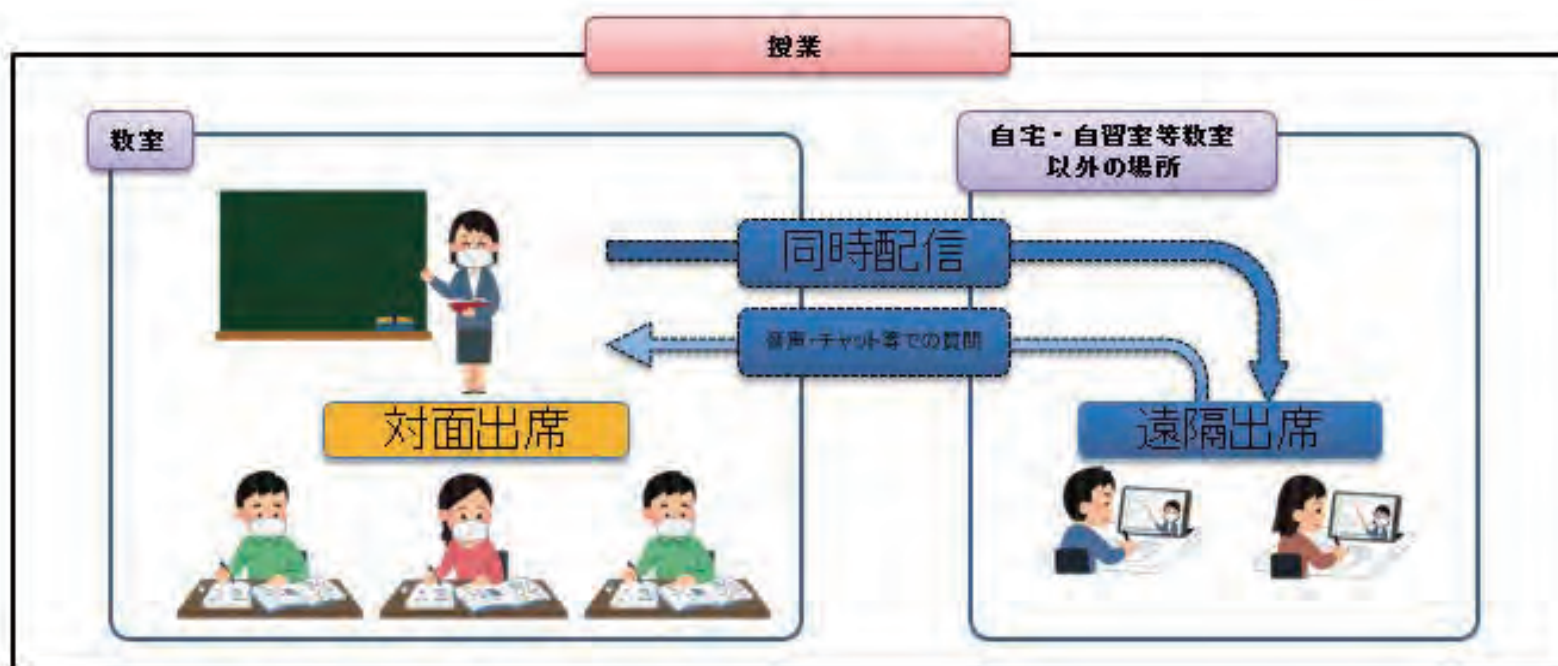 授業
教室
自宅・自習室等教室
以外の場所
同時配信
音声・チャット等での質問
対面出席
遠隔出席